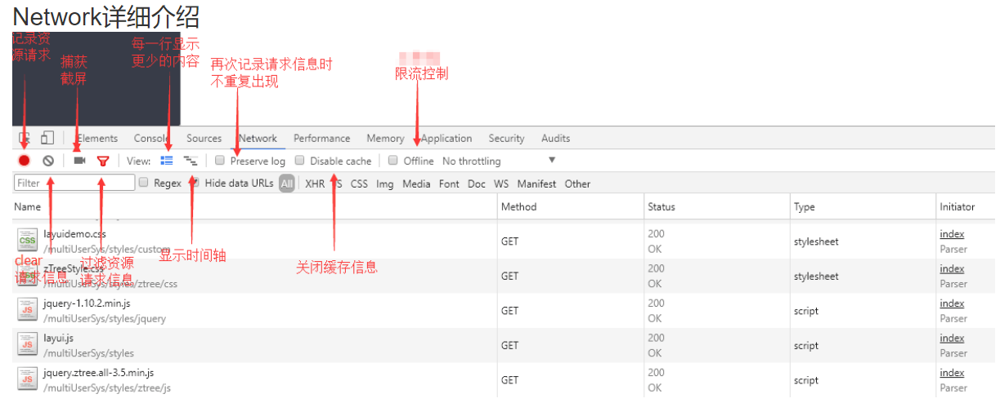 Network详细介绍
记录资
源请求
捕获
截屏
每一行显示
更少的内容
再次记录请求信息时
不重复出现
限流控制
Elements Console Sources Network Performance Memory Application Security Audits
View: Preserve log Disable cache Offline No throttling
Filter Regex Hide data URLs All XHR JS CSS Img Media Font Doc WS Manifest Other
Name Method Status Type Initiator
layuidemo.css
/multiUserSys/styles/custom
GET
200
OK
stylesheet
index
Parser
clear
请求信息
过滤资源
请求信息
显示时间轴
关闭缓存信息
zTreeStyle.css
/multiUserSys/styles/ztree/css
GET
200
OK
stylesheet
index
Parser
jquery-1.10.2.min.js
/multiUserSys/styles/jquery
GET
200
OK
script
index
Parser
layui.js
/multiUserSys/styles
GET
200
OK
script
index
Parser
jquery.ztree.all-3.5.min.js
/multiUserSys/styles/ztree/js
GET
200
OK
script
index
Parser